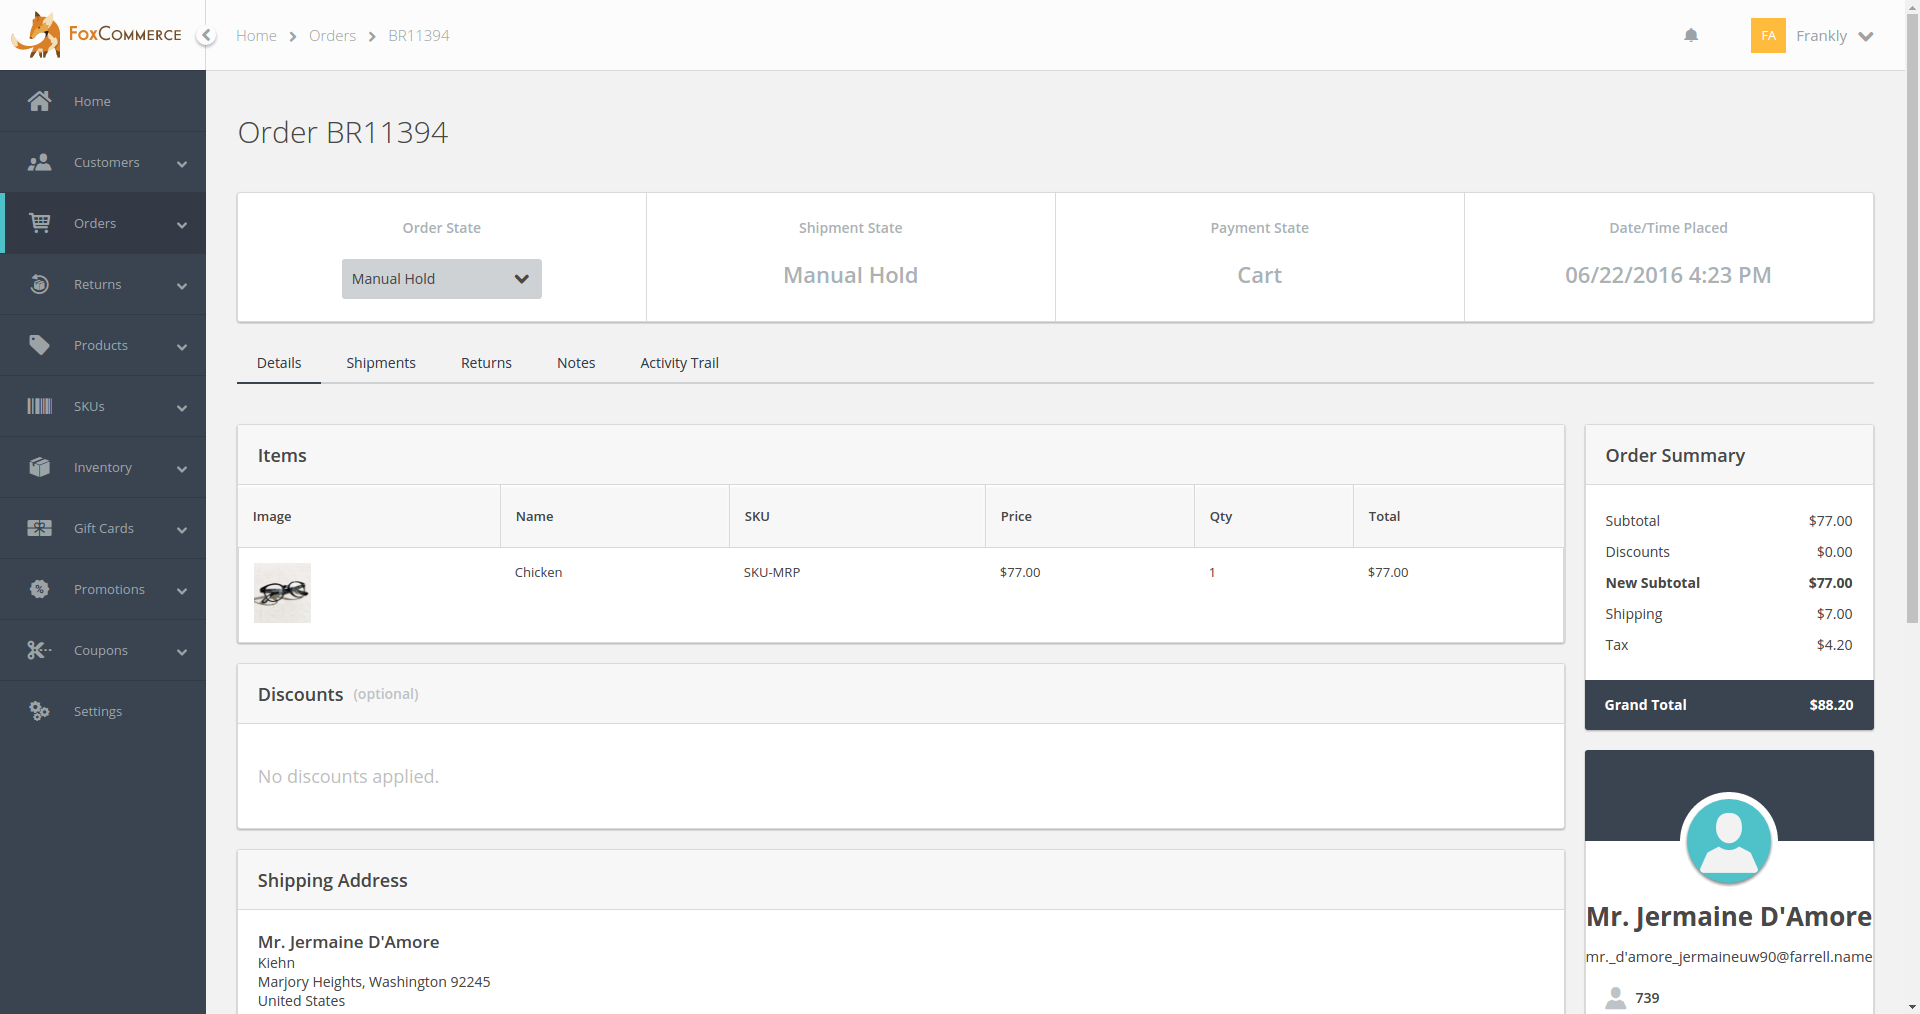 FOXCOMMERCE
Home Orders BR11394
FA Frankly
Home
Customers
Orders
Returns
Products
SKUs
Inventory
Gift Cards
Promotions
Coupons
Settings
Order BR11394
Order State
Manual Hold
Shipment State
Manual Hold
Payment State
Cart
Date/Time Placed
06/22/2016 4:23 PM
Details Shipments Returns Notes Activity Trail
Items
Image Name SKU Price Qty Total
Chicken SKU-MRP $77.00 1 $77.00
Discounts (optional)
No discounts applied.
Shipping Address
Mr. Jermaine D'Amore
Kiehn
Marjory Heights, Washington 92245
United States
Order Summary
Subtotal $77.00
Discounts $0.00
New Subtotal $77.00
Shipping $7.00
Tax $4.20
Grand Total $88.20
Mr. Jermaine D'Amore
mr._d'amore_jermaineuw90@farrell.name
739